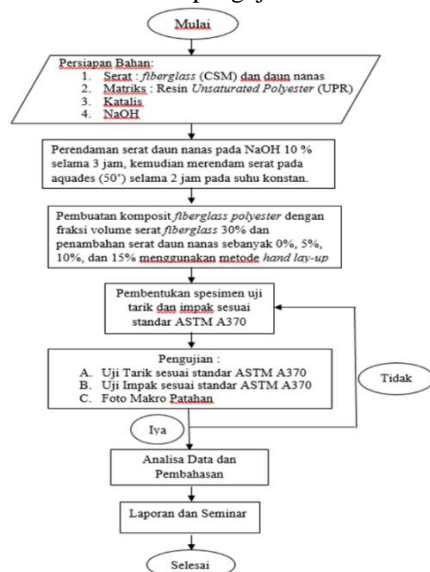 Mulai
Persiapan Bahan:
1. Serat : fiberglass (CSM) dan daun nanas
2. Matriks : Resin Unsaturated Polyester (UPR)
3. Katalis
4. NaOH
Perendaman serat daun nanas pada NaOH 10 %
selama 3 jam, kemudian merendam serat pada
aquades (50°) selama 2 jam pada suhu konstan.
Pembuatan komposit fiberglass polyester dengan
fraksi volume serat fiberglass 30% dan
penambahan serat daun nanas sebanyak 0%, 5%,
10%, dan 15% menggunakan metode hand lay-up
Pembentukan spesimen uji
tarik dan impak sesuai
standar ASTM A370
Pengujian :
A. Uji Tarik sesuai standar ASTM A370
B. Uji Impak sesuai standar ASTM A370
C. Foto Makro Patahan
Tidak
Iya
Analisa Data dan
Pembahasan
Laporan dan Seminar
Selesai